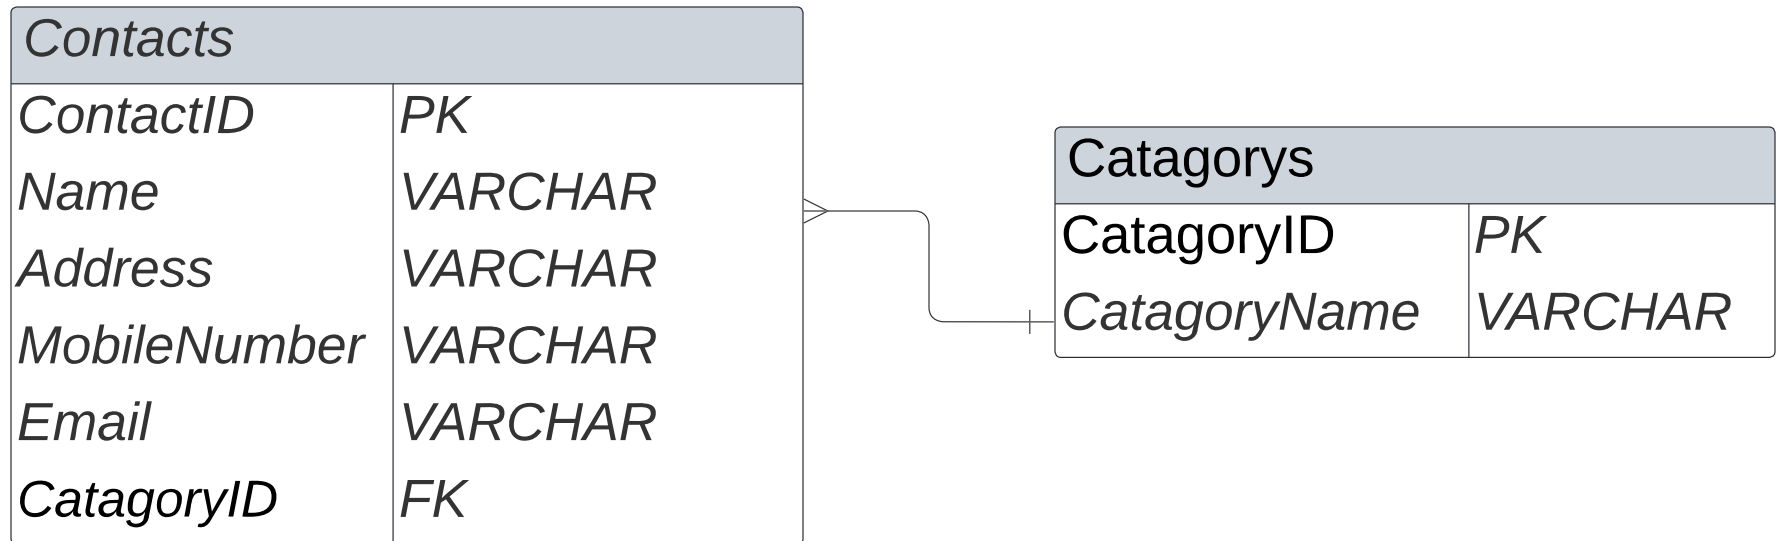 Contacts
ContactID PK
Name VARCHAR
Address VARCHAR
MobileNumber VARCHAR
Email VARCHAR
CatagoryID FK
Catagorys
CatagoryID PK
CatagoryName VARCHAR